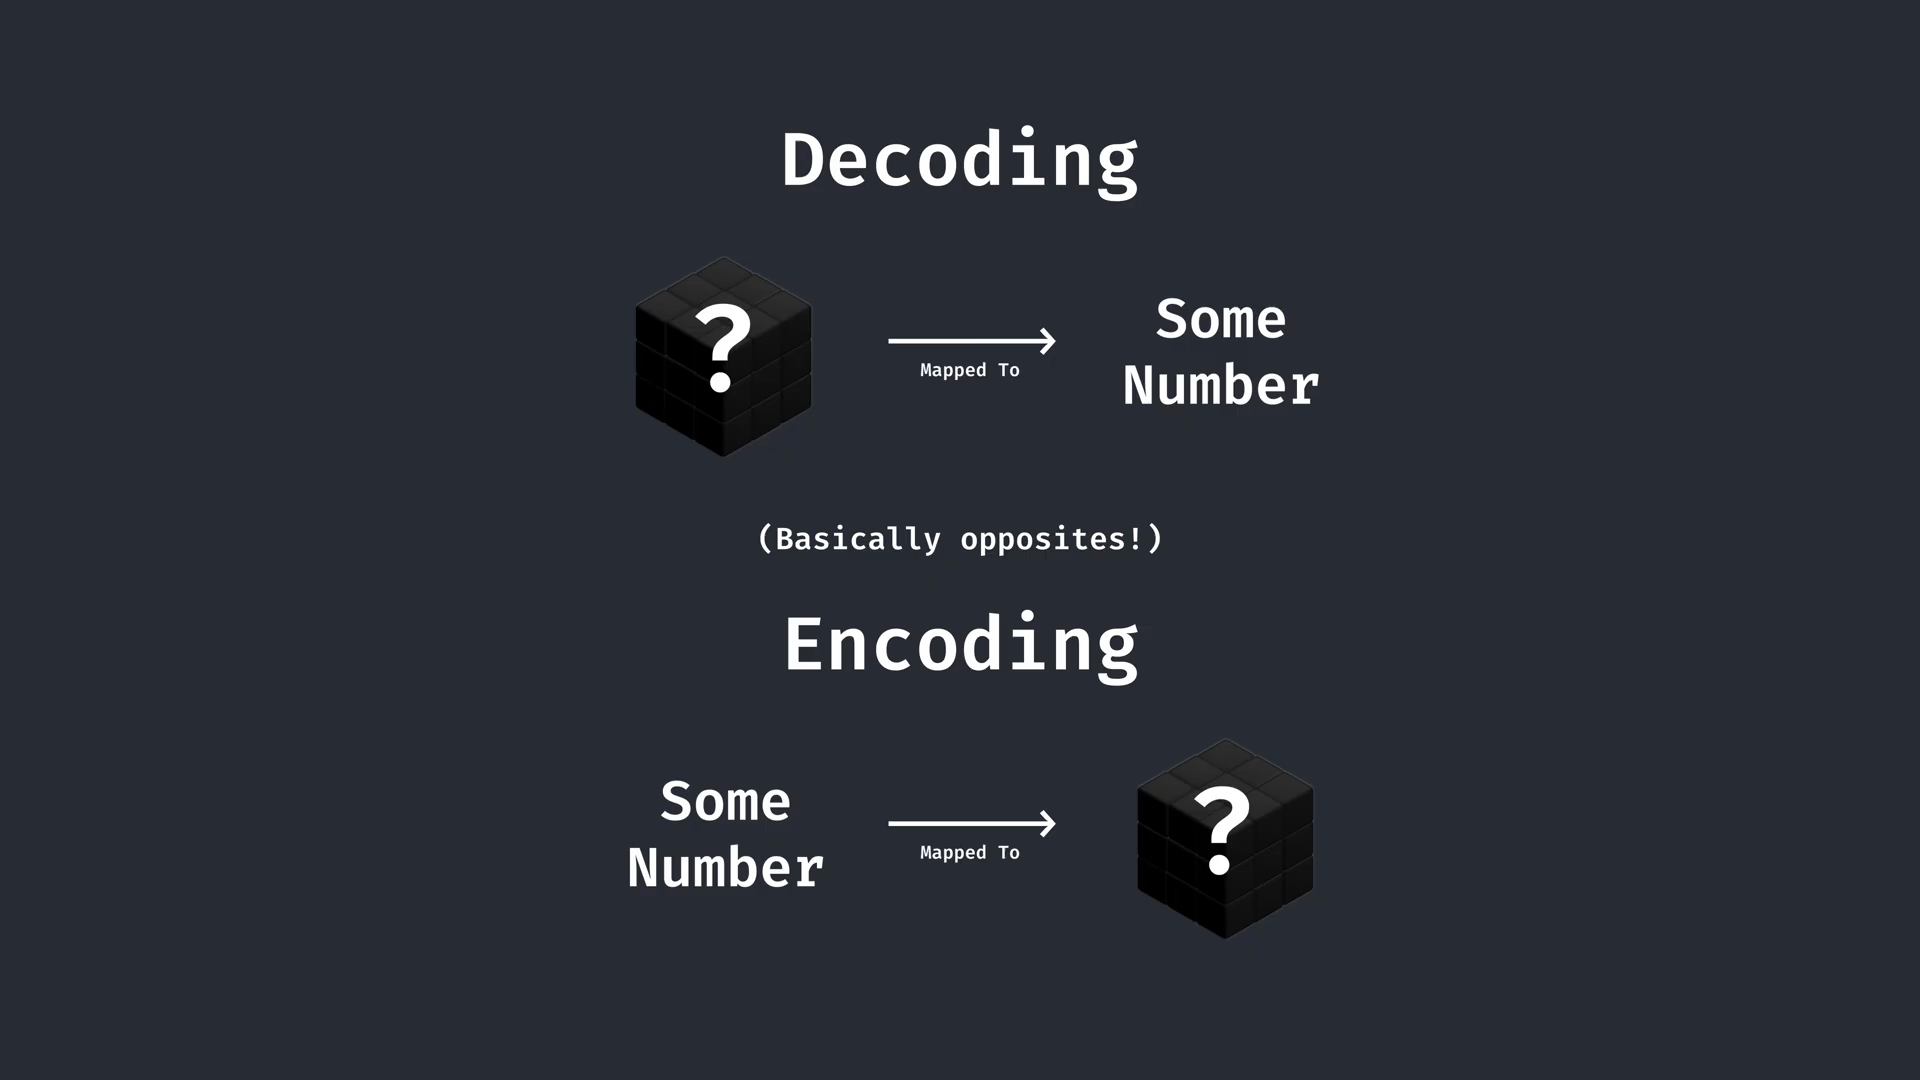 Decoding
?
Mapped To
Some
Number
(Basically opposites!)
Encoding
Some
Number
Mapped To
?